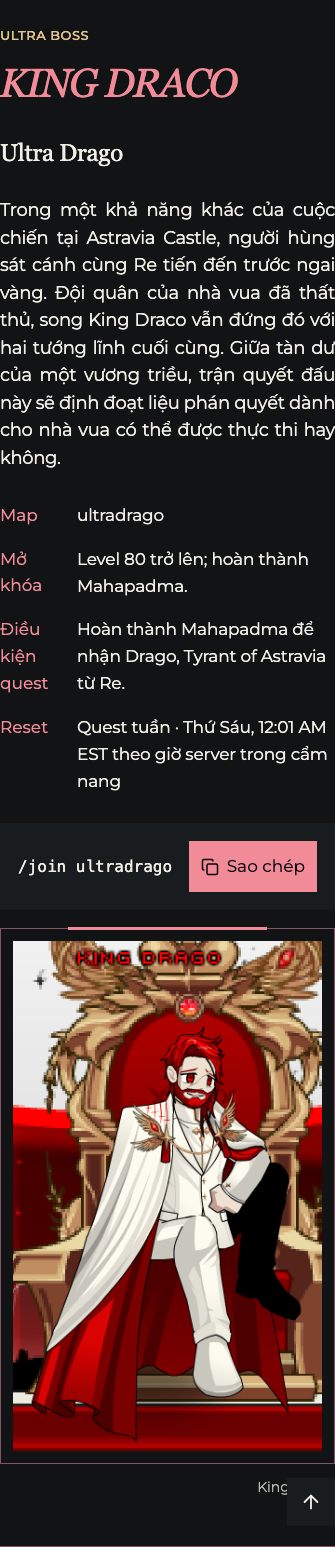 ULTRA BOSS
KING DRACO
Ultra Drago
Trong một khả năng khác của cuộc
chiến tại Astravia Castle, người hùng
sát cánh cùng Re tiến đến trước ngai
vàng. Đội quân của nhà vua đã thất
thủ, song King Draco vẫn đứng đó với
hai tướng lĩnh cuối cùng. Giữa tàn dư
của một vương triều, trận quyết đấu
này sẽ định đoạt liệu phán quyết dành
cho nhà vua có thể được thực thi hay
không.
Map ultradrago
Mở khóa Level 80 trở lên; hoàn thành
Mahapadma.
Điều kiện quest Hoàn thành Mahapadma để
nhận Drago, Tyrant of Astravia
từ Re.
Reset Quest tuần · Thứ Sáu, 12:01 AM
EST theo giờ server trong cẩm
nang
/join ultradrago Sao chép
KING DRAGO
King